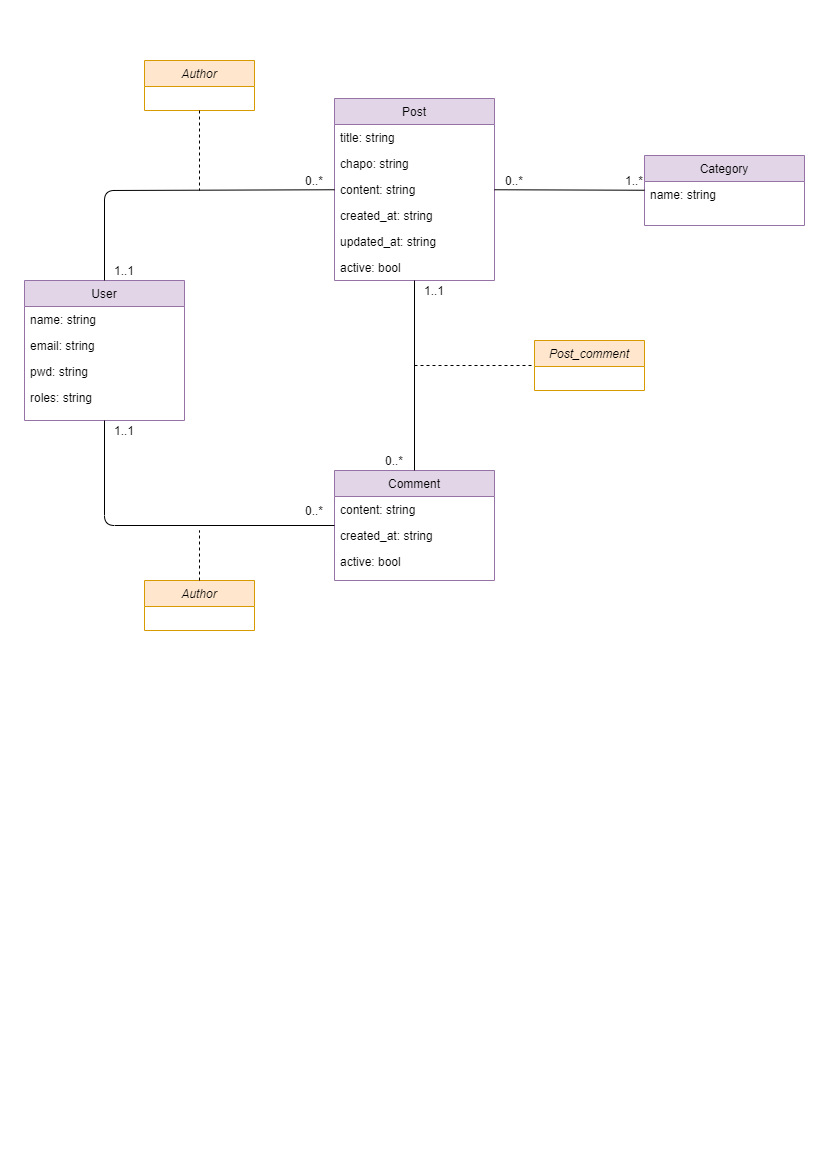 Author
Post
title: string
chapo: string
content: string
created_at: string
updated_at: string
active: bool
0..*
0..*
1..*
Category
name: string
1..1
User
name: string
email: string
pwd: string
roles: string
1..1
1..1
Post_comment
0..*
Comment
content: string
created_at: string
active: bool
0..*
Author